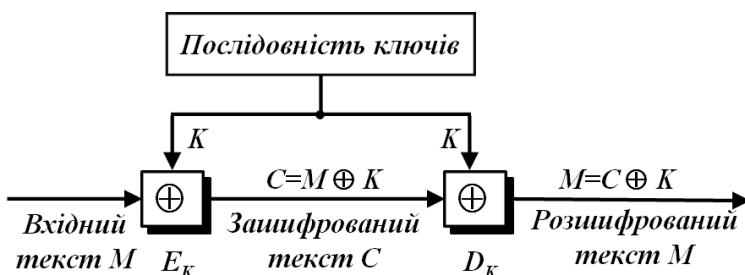 Послідовність ключів
K K
C=M ⊕ K M=C ⊕ K
⊕ ⊕
Вхідний Зашифрований Розшифрований
текст M E_K текст C D_K текст M